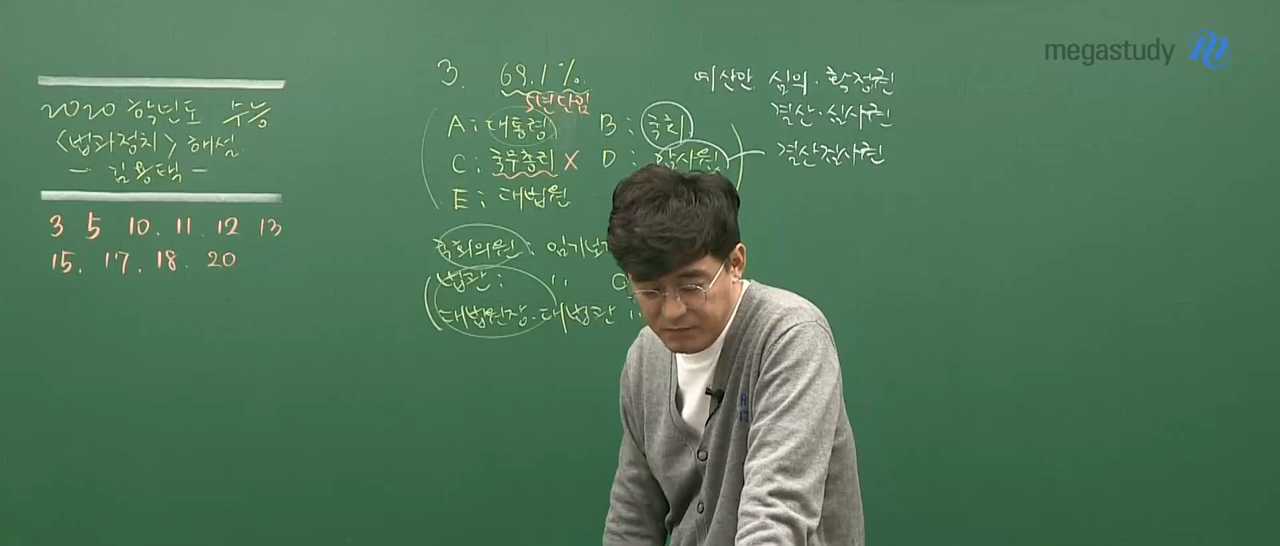 megastudy
2020 학년도 수능
<법과정치> 해설
- 김용택 -
3 5 10. 11. 12. 13
15. 17. 18. 20
3. 69.1%
5년단임
A: 대통령 B: 국회
C: 국무총리 X D: 감사원
E: 대법원
예산안 심의·확정권
결산·심사권
결산검사권
국회의원: 임기보
법관: 〃
대법원장·대법관: